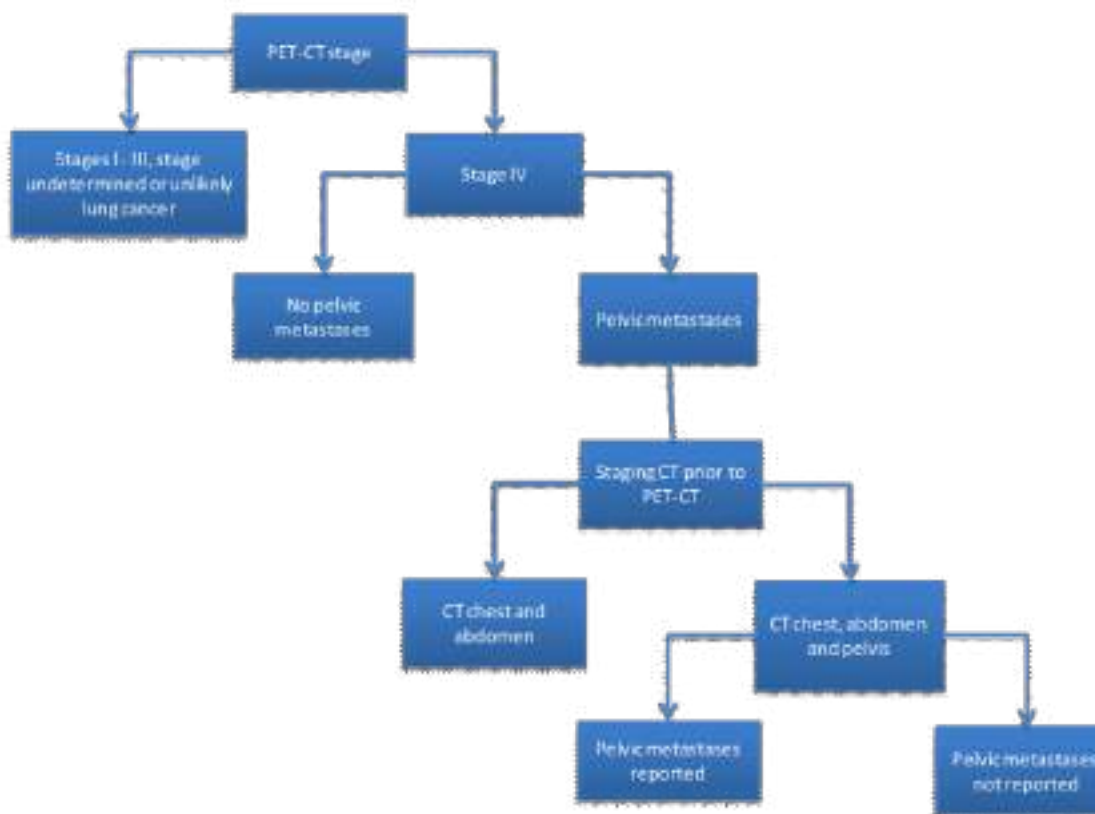 PET-CT stage
Stages I - III, stage
undetermined or unlikely
lung cancer
Stage IV
No pelvic
metastases
Pelvic metastases
Staging CT prior to
PET-CT
CT chest and
abdomen
CT chest, abdomen
and pelvis
Pelvic metastases
reported
Pelvic metastases
not reported